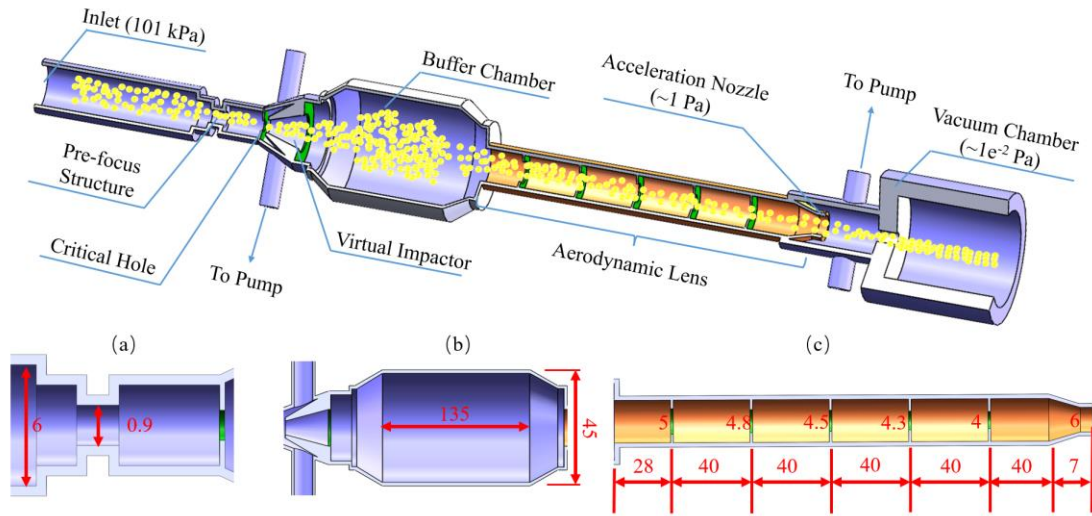 Inlet (101 kPa)
Buffer Chamber
Acceleration Nozzle
(~1 Pa)
To Pump
Vacuum Chamber
(~1e⁻² Pa)
Pre-focus
Structure
Critical Hole
To Pump
Virtual Impactor
Aerodynamic Lens
(a)
(b)
(c)
6
0.9
135
45
5
4.8
4.5
4.3
4
6
28
40
40
40
40
40
7